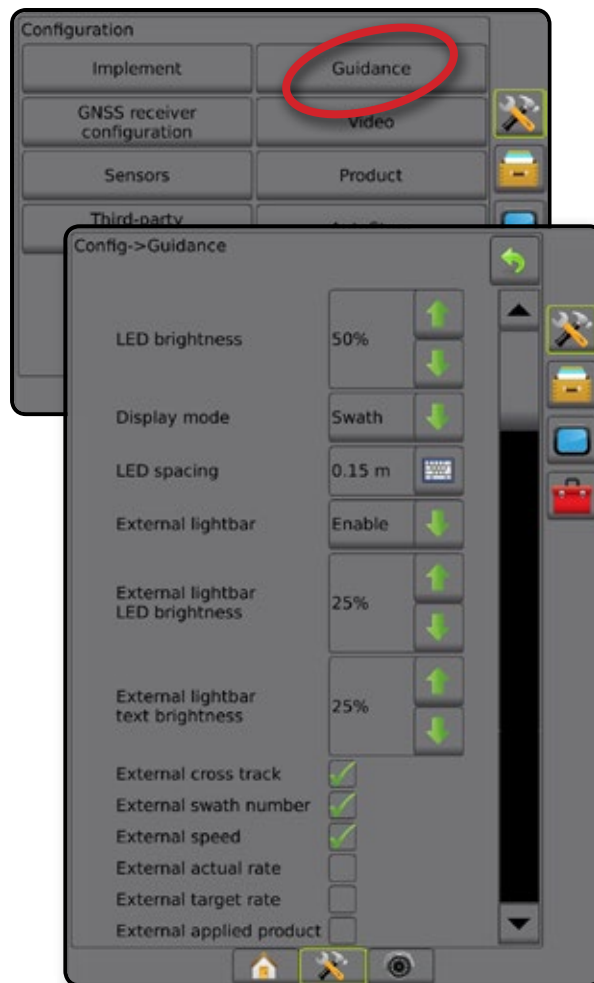 Configuration
Implement
Guidance
GNSS receiver
configuration
Video
Sensors
Product
Third-party
Config->Guidance
LED brightness
50%
Display mode
Swath
LED spacing
0.15 m
External lightbar
Enable
External lightbar
LED brightness
25%
External lightbar
text brightness
25%
External cross track
External swath number
External speed
External actual rate
External target rate
External applied product